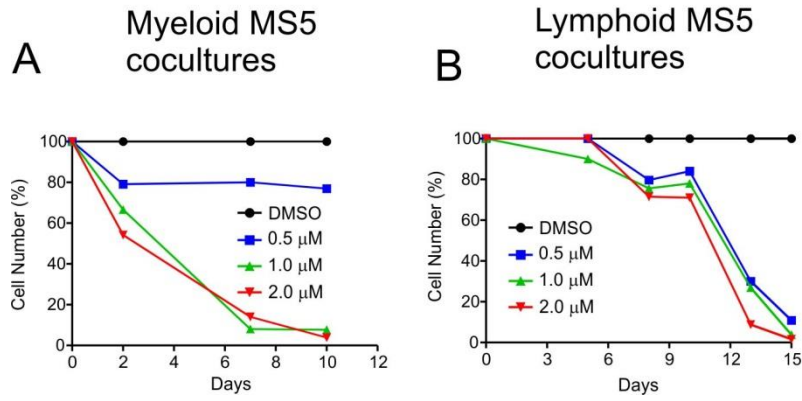 A
Myeloid MS5
cocultures
Cell Number (%)
100
80
60
40
20
0
DMSO
0.5 μM
1.0 μM
2.0 μM
0 2 4 6 8 10 12
Days
B
Lymphoid MS5
cocultures
Cell Number (%)
100
80
60
40
20
0
DMSO
0.5 μM
1.0 μM
2.0 μM
0 3 6 9 12 15
Days